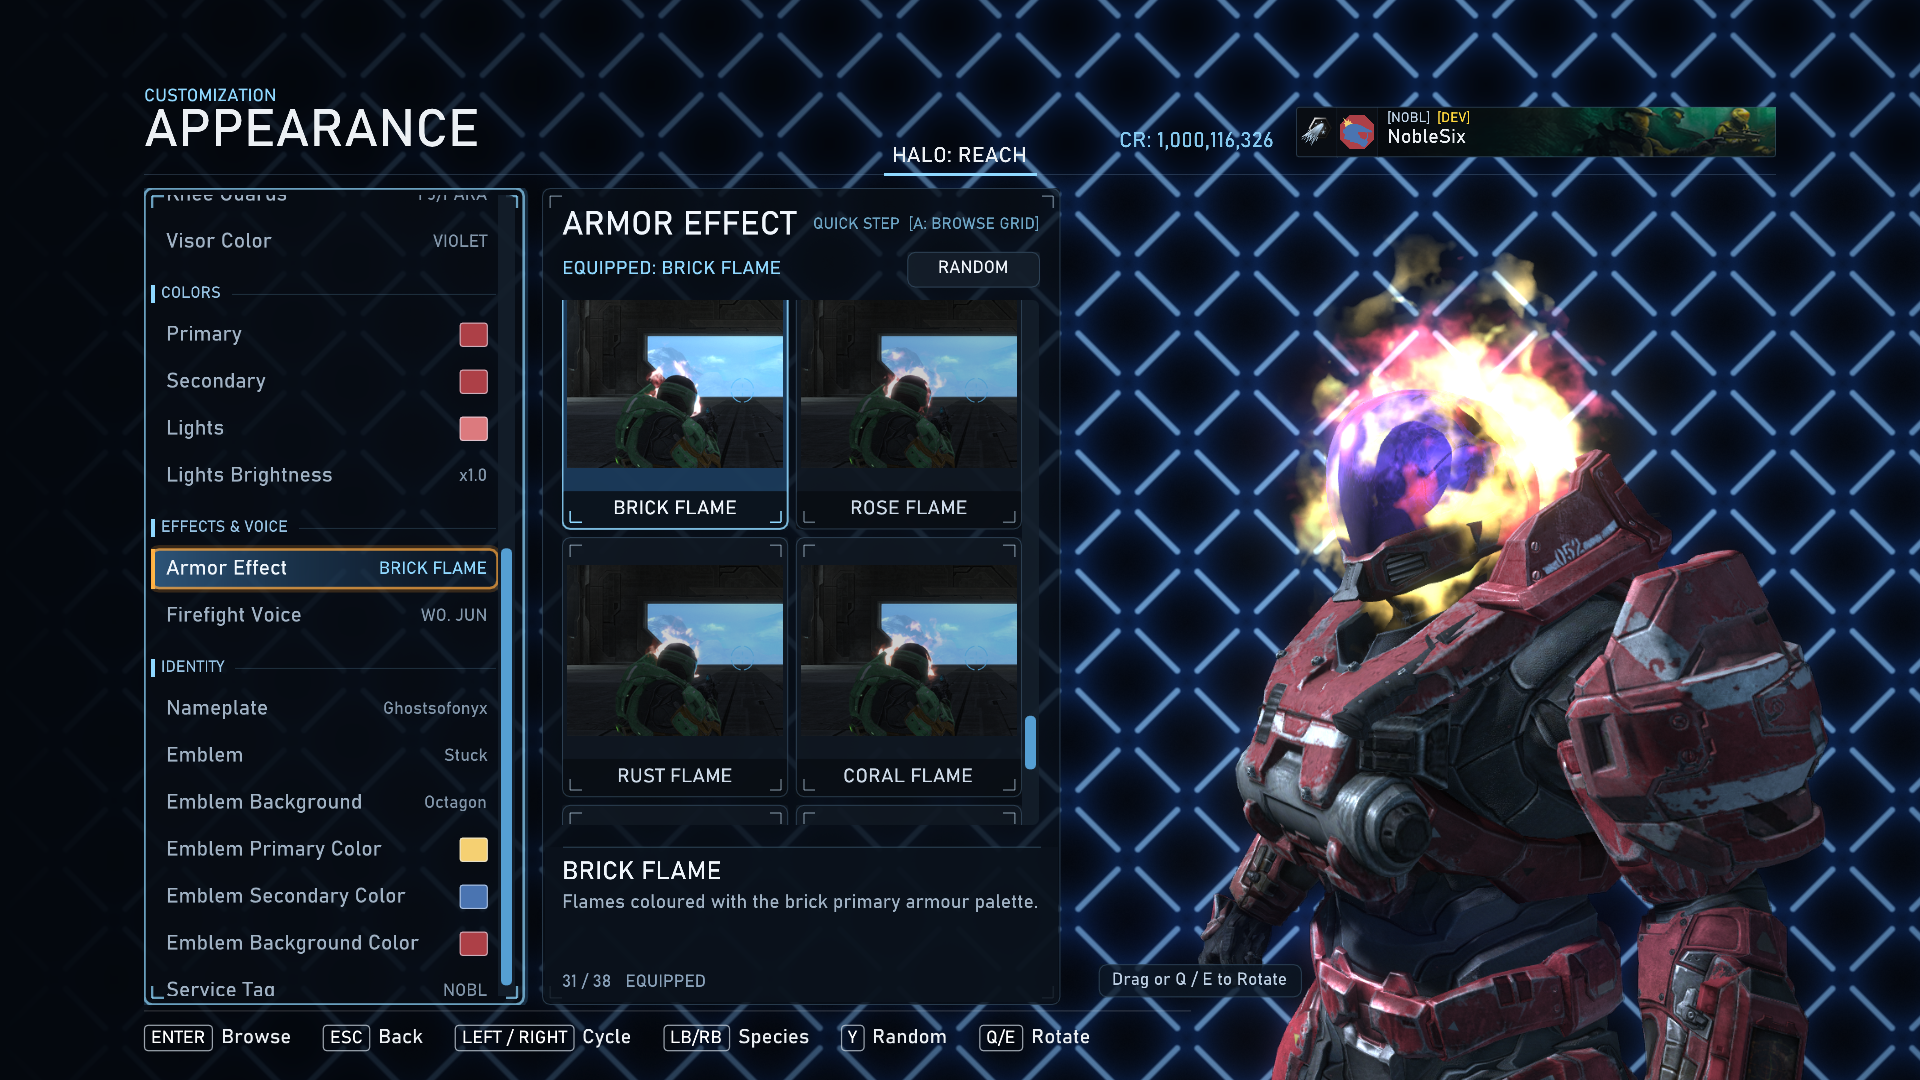 CUSTOMIZATION
APPEARANCE
HALO: REACH
CR: 1,000,116,326
[NOBL] [DEV]
NobleSix
Knee Guards
Visor Color VIOLET
COLORS
Primary
Secondary
Lights
Lights Brightness x1.0
EFFECTS & VOICE
Armor Effect BRICK FLAME
Firefight Voice WO. JUN
IDENTITY
Nameplate Ghostsofonyx
Emblem Stuck
Emblem Background Octagon
Emblem Primary Color
Emblem Secondary Color
Emblem Background Color
Service Tag NOBL
ARMOR EFFECT QUICK STEP [A: BROWSE GRID]
EQUIPPED: BRICK FLAME RANDOM
BRICK FLAME ROSE FLAME
RUST FLAME CORAL FLAME
BRICK FLAME
Flames coloured with the brick primary armour palette.
31 / 38 EQUIPPED
052
Drag or Q / E to Rotate
ENTER Browse ESC Back LEFT / RIGHT Cycle LB/RB Species Y Random Q/E Rotate